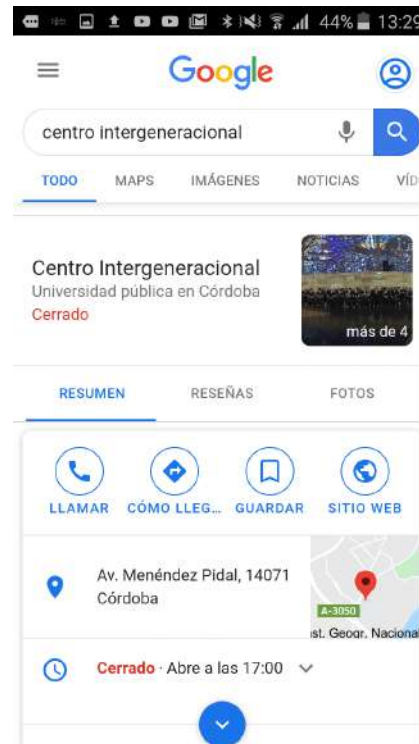 44% 13:29
Google
centro intergeneracional
TODO MAPS IMÁGENES NOTICIAS VÍD
Centro Intergeneracional
Universidad pública en Córdoba
Cerrado
más de 4
RESUMEN RESEÑAS FOTOS
LLAMAR CÓMO LLEG... GUARDAR SITIO WEB
Av. Menéndez Pidal, 14071
Córdoba
A-3050
st. Geogr. Naciona
Cerrado · Abre a las 17:00